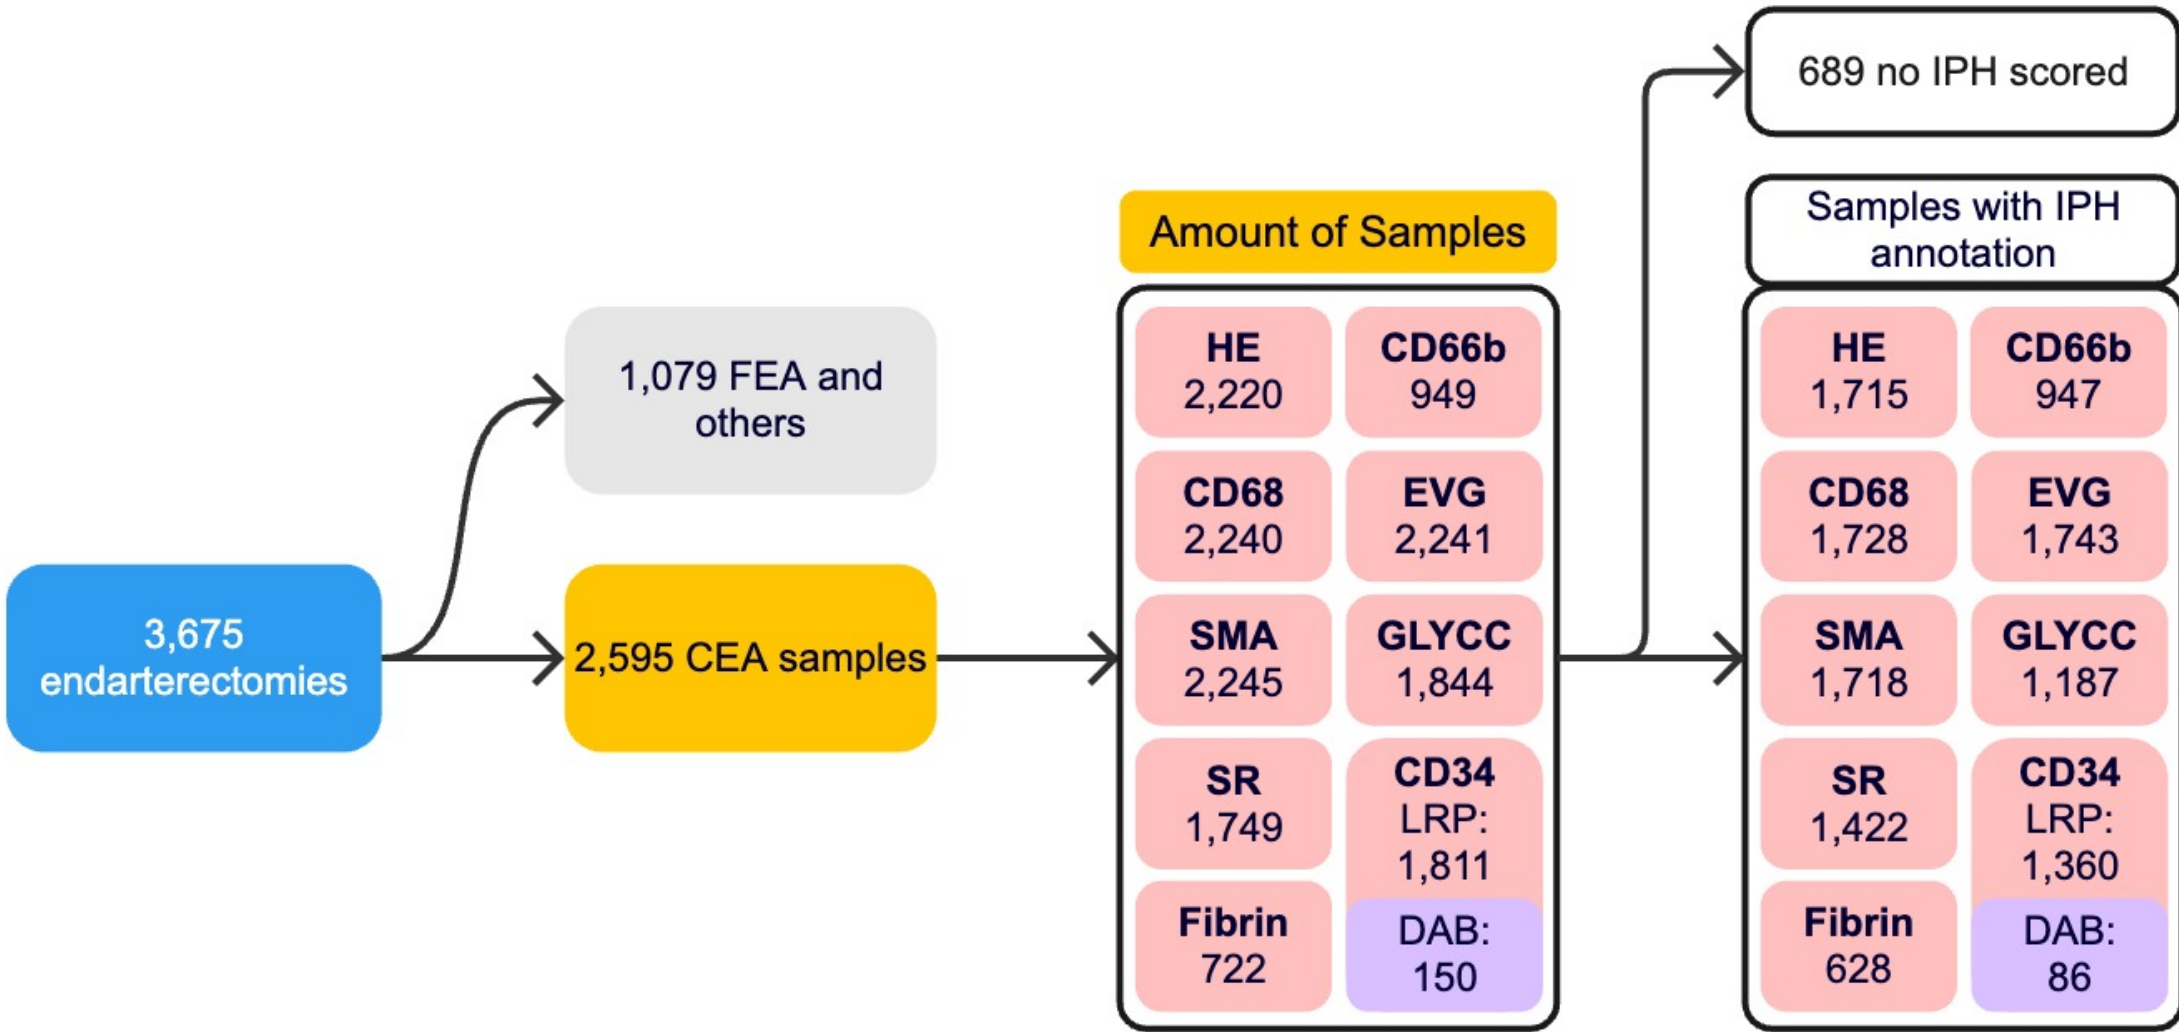 3,675
endarterectomies
1,079 FEA and
others
2,595 CEA samples
Amount of Samples
HE
2,220
CD66b
949
CD68
2,240
EVG
2,241
SMA
2,245
GLYCC
1,844
SR
1,749
CD34
LRP:
1,811
Fibrin
722
DAB:
150
689 no IPH scored
Samples with IPH
annotation
HE
1,715
CD66b
947
CD68
1,728
EVG
1,743
SMA
1,718
GLYCC
1,187
SR
1,422
CD34
LRP:
1,360
Fibrin
628
DAB:
86